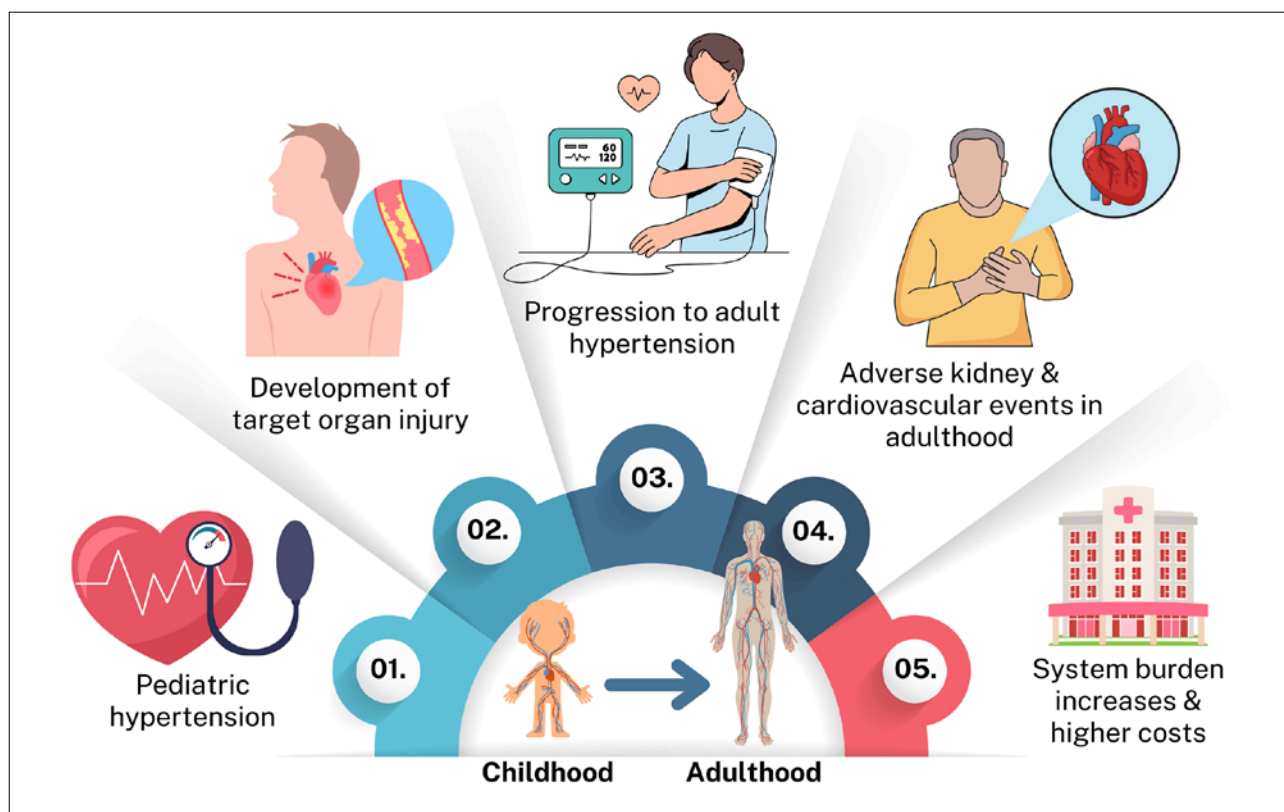 01.
Pediatric
hypertension
02.
Development of
target organ injury
03.
Progression to adult
hypertension
60
120
04.
Adverse kidney &
cardiovascular events in
adulthood
05.
System burden
increases &
higher costs
Childhood
Adulthood